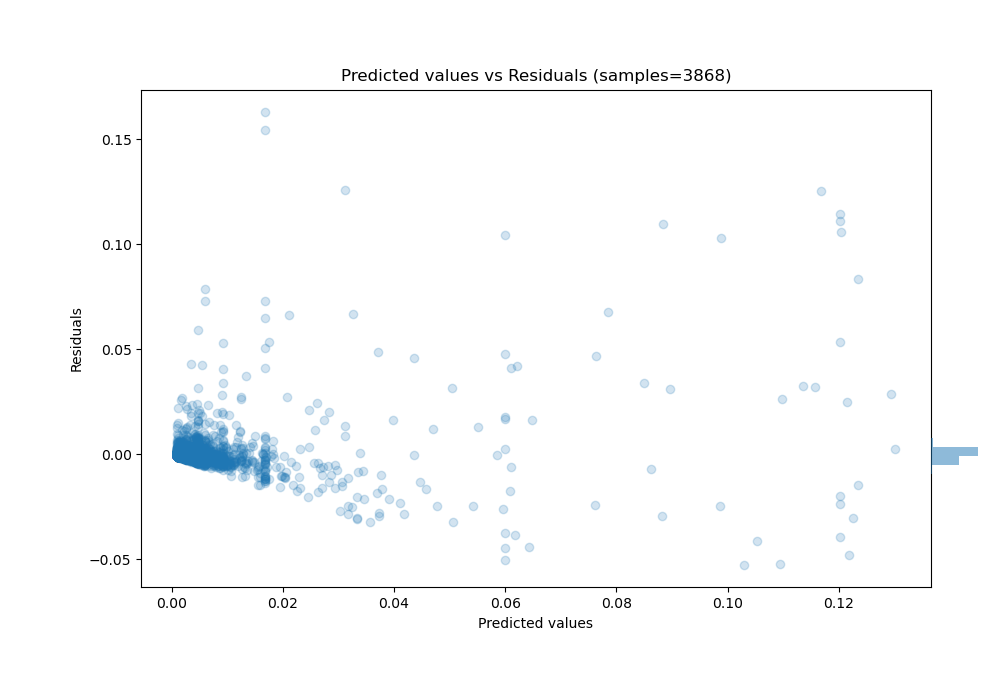 Predicted values vs Residuals (samples=3868)
0.15
0.10
0.05
0.00
−0.05
Residuals
0.00 0.02 0.04 0.06 0.08 0.10 0.12
Predicted values